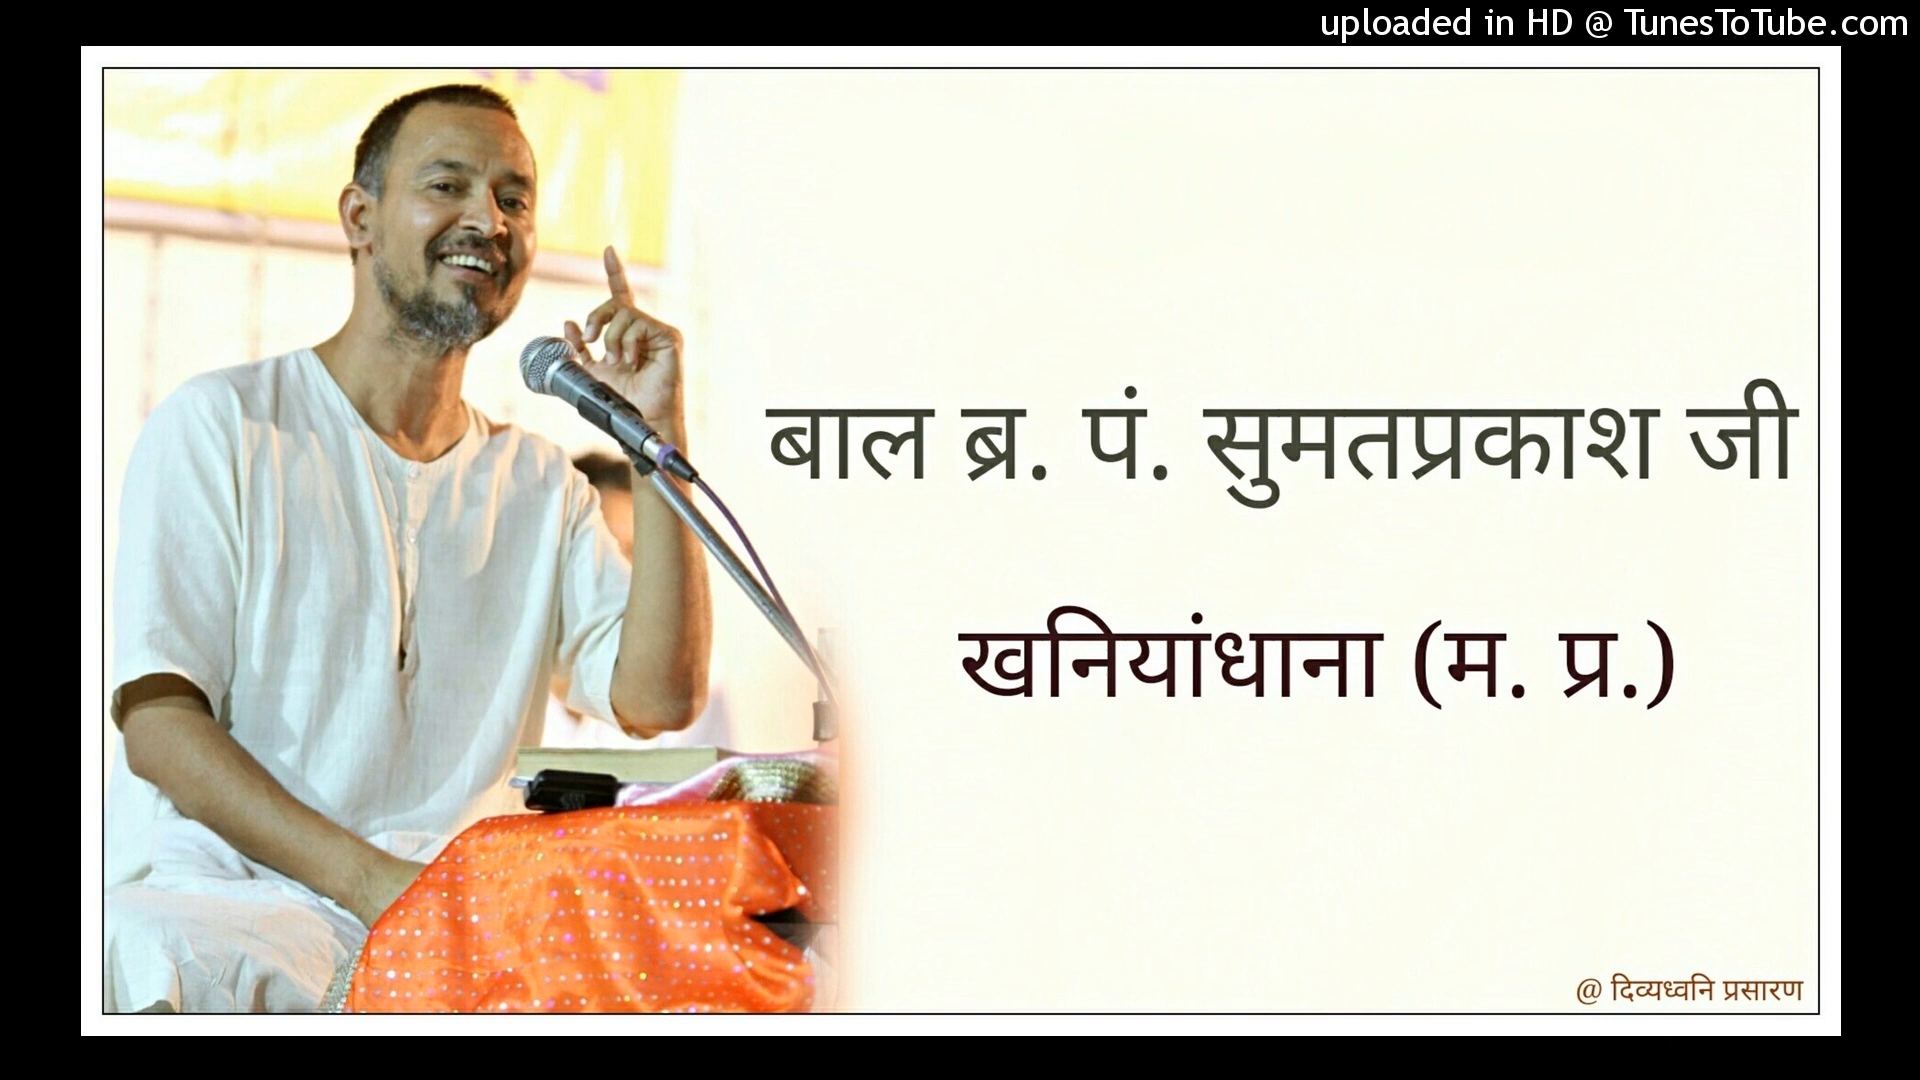 uploaded in HD @ TunesToTube.com
बाल ब्र. पं. सुमतप्रकाश जी
खनियांधाना (म. प्र.)
@ दिव्यध्वनि प्रसारण